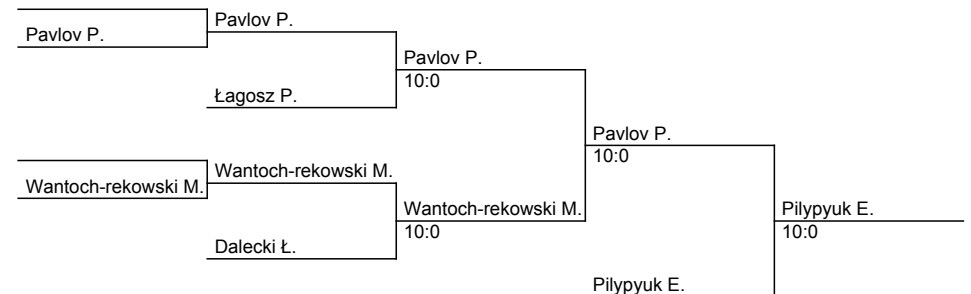 Pavlov P.
Pavlov P.
Pavlov P.
10:0
Łagosz P.
Pavlov P.
10:0
Wantoch-rekowski M.
Wantoch-rekowski M.
Wantoch-rekowski M.
10:0
Pilypyuk E.
10:0
Dalecki Ł.
Pilypyuk E.